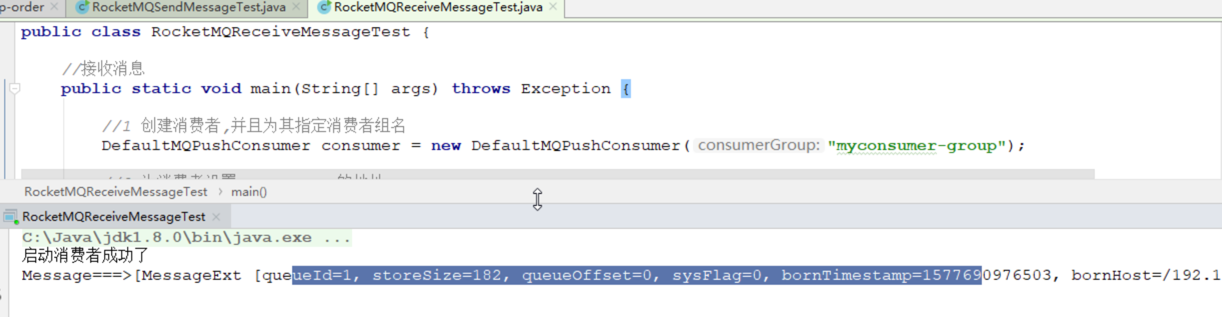 p-order RocketMQSendMessageTest.java RocketMQReceiveMessageTest.java
public class RocketMQReceiveMessageTest {
//接收消息
public static void main(String[] args) throws Exception {
//1 创建消费者,并且为其指定消费者组名
DefaultMQPushConsumer consumer = new DefaultMQPushConsumer( consumerGroup: "myconsumer-group");
RocketMQReceiveMessageTest › main()
RocketMQReceiveMessageTest
C:\Java\jdk1.8.0\bin\java.exe ...
启动消费者成功了
Message===>[MessageExt [queueId=1, storeSize=182, queueOffset=0, sysFlag=0, bornTimestamp=1577690976503, bornHost=/192.1